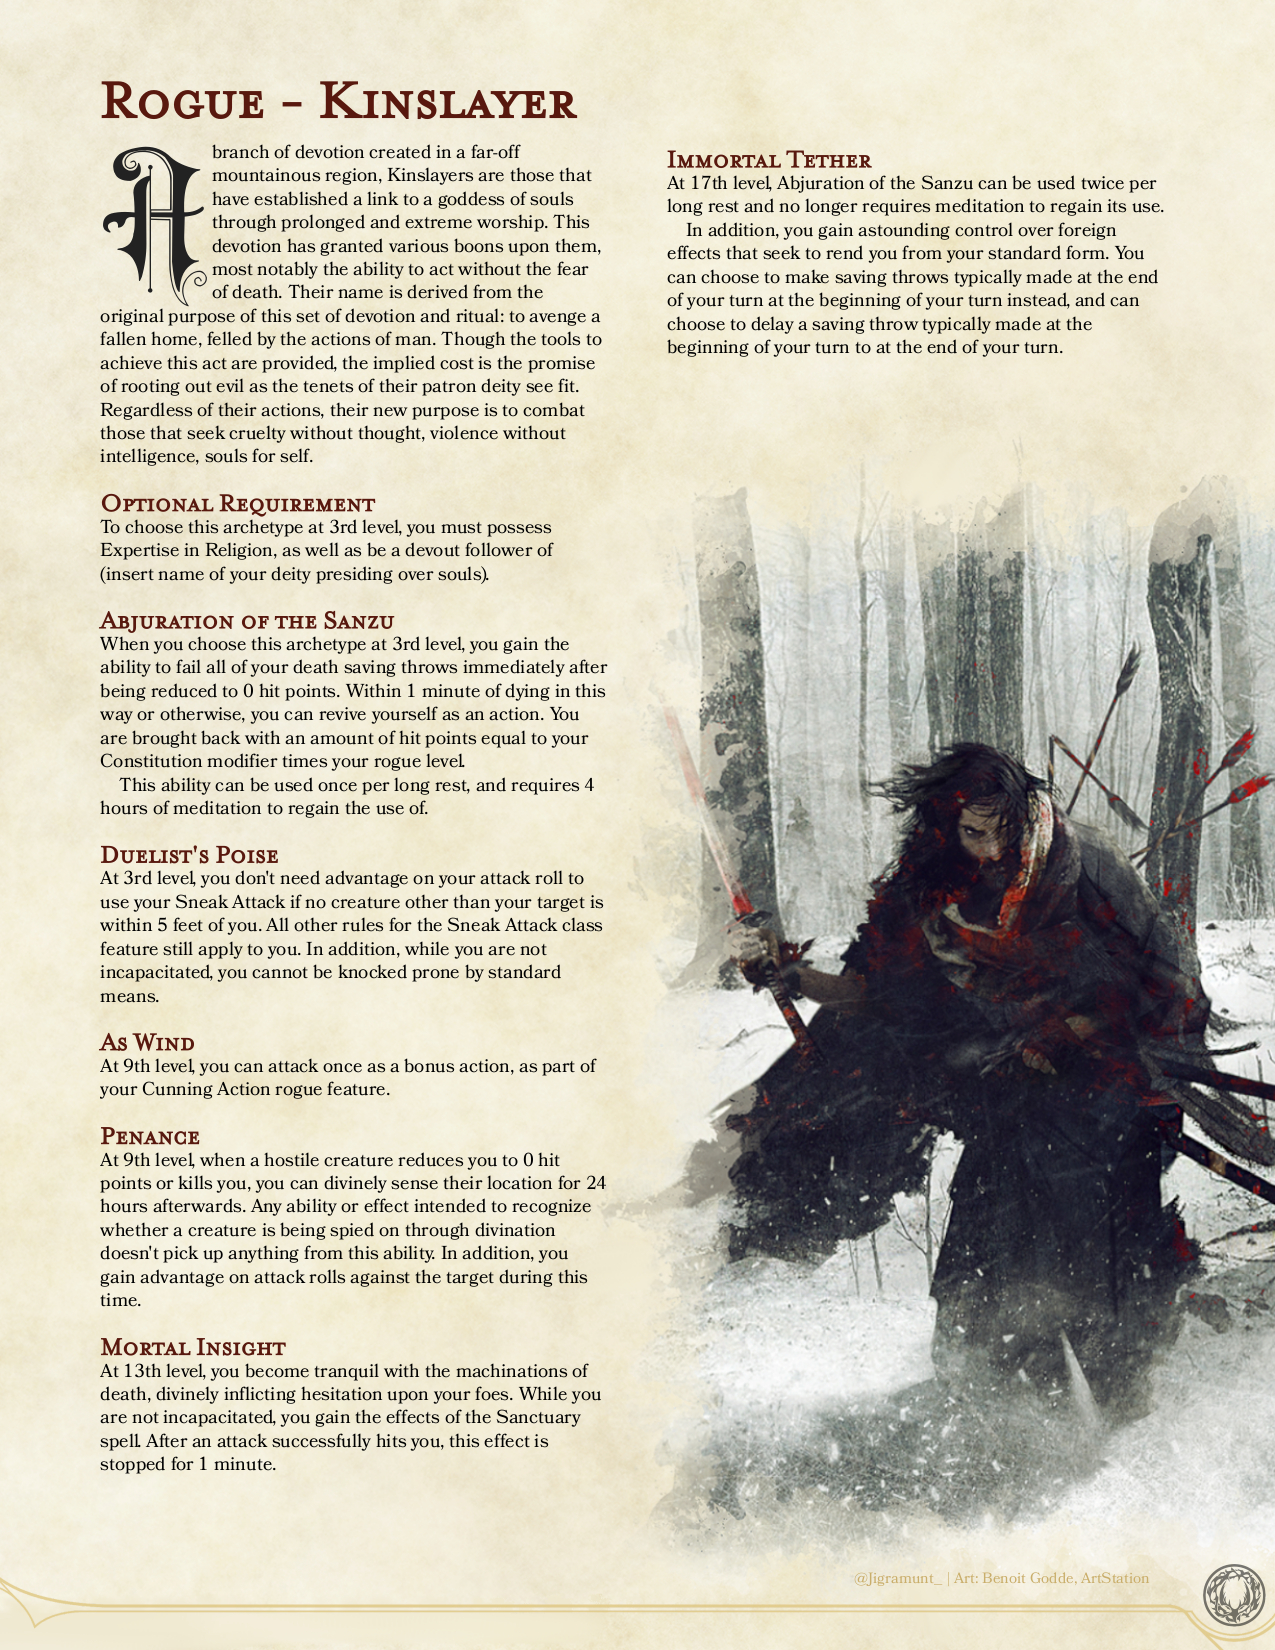 Rogue - Kinslayer
A branch of devotion created in a far-off
mountainous region, Kinslayers are those that
have established a link to a goddess of souls
through prolonged and extreme worship. This
devotion has granted various boons upon them,
most notably the ability to act without the fear
of death. Their name is derived from the
original purpose of this set of devotion and ritual: to avenge a
fallen home, felled by the actions of man. Though the tools to
achieve this act are provided, the implied cost is the promise
of rooting out evil as the tenets of their patron deity see fit.
Regardless of their actions, their new purpose is to combat
those that seek cruelty without thought, violence without
intelligence, souls for self.
Optional Requirement
To choose this archetype at 3rd level, you must possess
Expertise in Religion, as well as be a devout follower of
(insert name of your deity presiding over souls).
Abjuration of the Sanzu
When you choose this archetype at 3rd level, you gain the
ability to fail all of your death saving throws immediately after
being reduced to 0 hit points. Within 1 minute of dying in this
way or otherwise, you can revive yourself as an action. You
are brought back with an amount of hit points equal to your
Constitution modifier times your rogue level.
This ability can be used once per long rest, and requires 4
hours of meditation to regain the use of.
Duelist's Poise
At 3rd level, you don't need advantage on your attack roll to
use your Sneak Attack if no creature other than your target is
within 5 feet of you. All other rules for the Sneak Attack class
feature still apply to you. In addition, while you are not
incapacitated, you cannot be knocked prone by standard
means.
As Wind
At 9th level, you can attack once as a bonus action, as part of
your Cunning Action rogue feature.
Penance
At 9th level, when a hostile creature reduces you to 0 hit
points or kills you, you can divinely sense their location for 24
hours afterwards. Any ability or effect intended to recognize
whether a creature is being spied on through divination
doesn't pick up anything from this ability. In addition, you
gain advantage on attack rolls against the target during this
time.
Mortal Insight
At 13th level, you become tranquil with the machinations of
death, divinely inflicting hesitation upon your foes. While you
are not incapacitated, you gain the effects of the Sanctuary
spell. After an attack successfully hits you, this effect is
stopped for 1 minute.
Immortal Tether
At 17th level, Abjuration of the Sanzu can be used twice per
long rest and no longer requires meditation to regain its use.
In addition, you gain astounding control over foreign
effects that seek to rend you from your standard form. You
can choose to make saving throws typically made at the end
of your turn at the beginning of your turn instead, and can
choose to delay a saving throw typically made at the
beginning of your turn to at the end of your turn.
@Jigramunt_ | Art: Benoit Godde, ArtStation